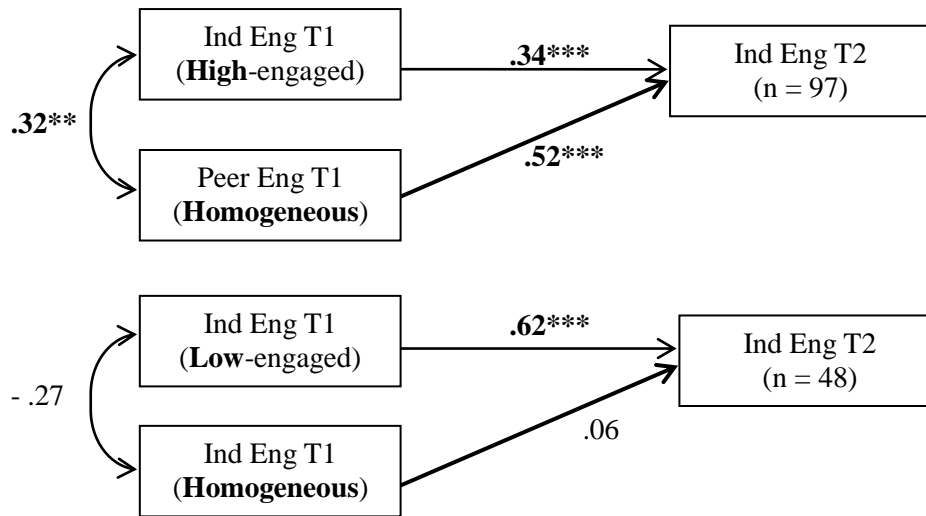 Ind Eng T1
(High-engaged)
.34***
Ind Eng T2
(n = 97)
.32**
.52***
Peer Eng T1
(Homogeneous)
Ind Eng T1
(Low-engaged)
.62***
Ind Eng T2
(n = 48)
- .27
.06
Ind Eng T1
(Homogeneous)